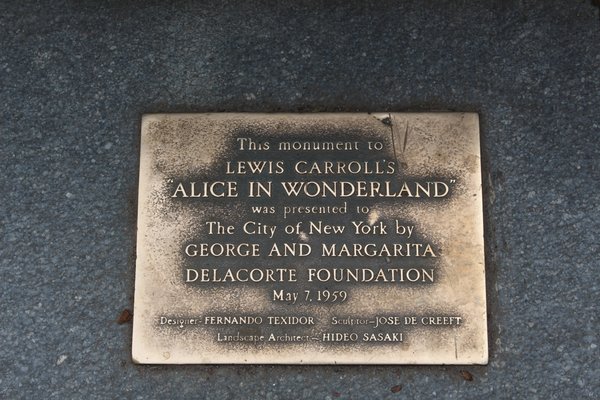 This monument to
LEWIS CARROLL'S
"ALICE IN WONDERLAND"
was presented to
The City of New York by
GEORGE AND MARGARITA
DELACORTE FOUNDATION
May 7, 1959
Designer-FERNANDO TEXIDOR Sculptor-JOSE DE CREEFT
Landscape Architect-HIDEO SASAKI